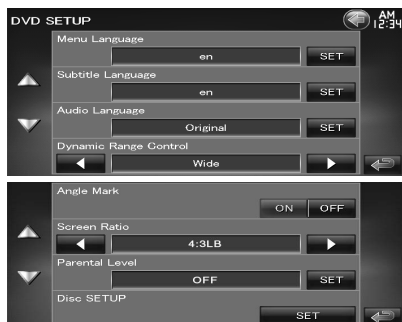 DVD SETUP
AM
12:34
Menu Language
en SET
Subtitle Language
en SET
Audio Language
Original SET
Dynamic Range Control
Wide
Angle Mark
ON OFF
Screen Ratio
4:3LB
Parental Level
OFF SET
Disc SETUP
SET